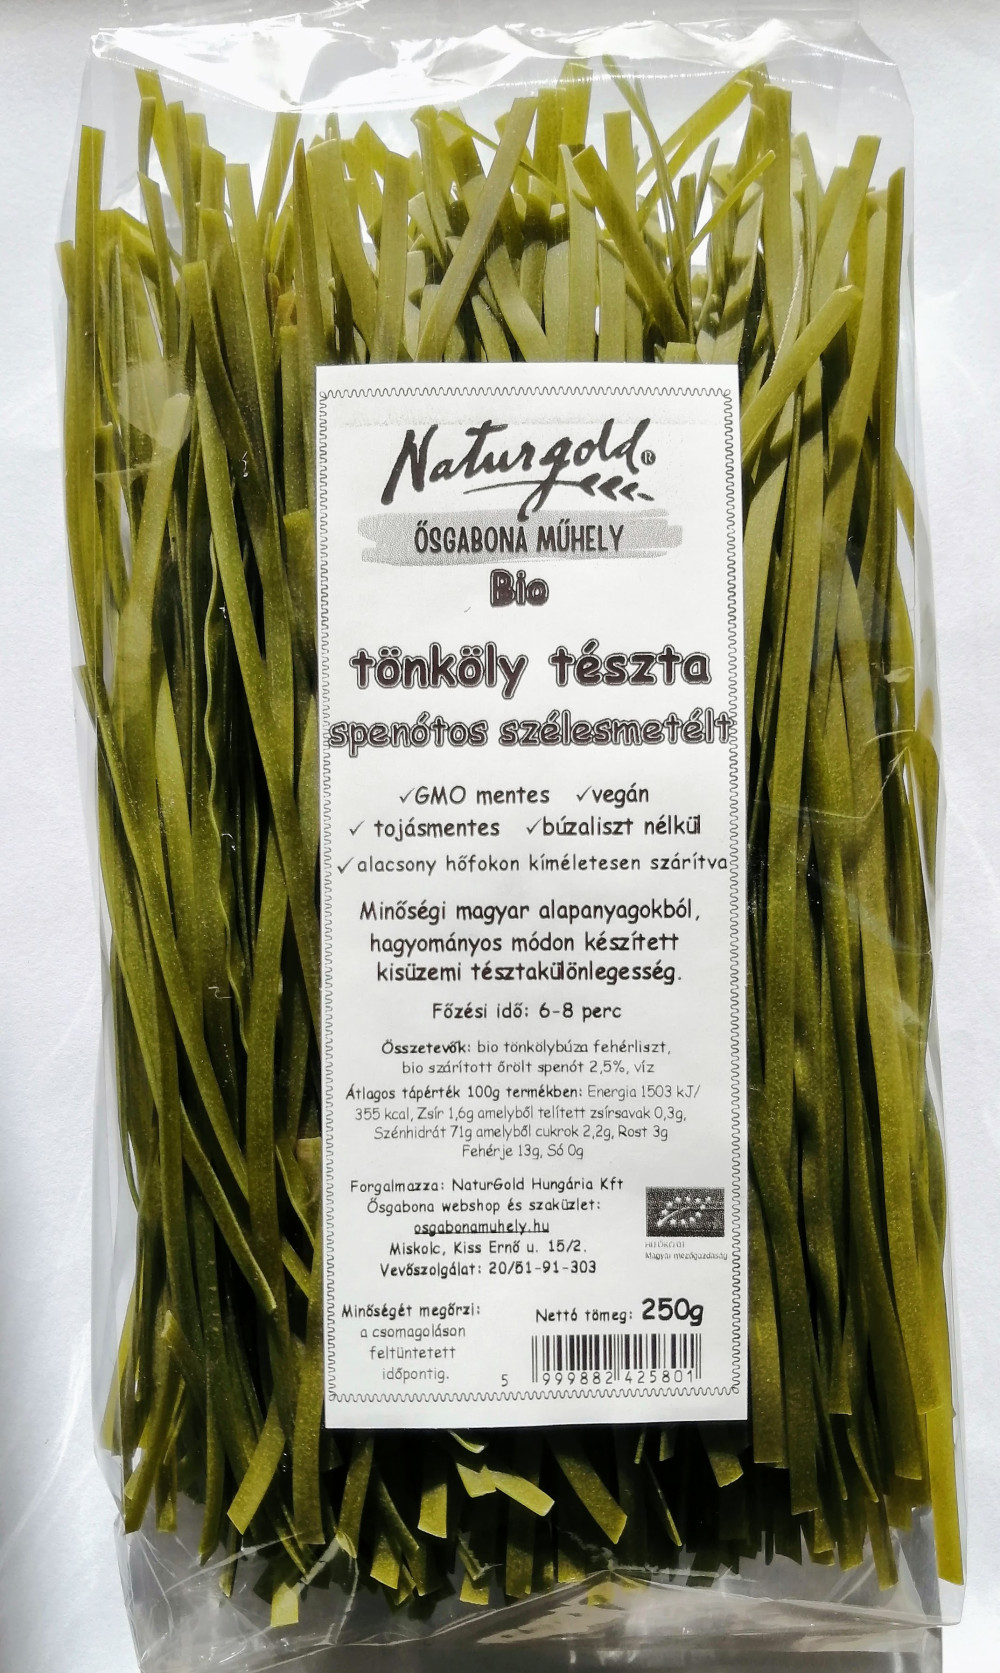 Naturgold®
ŐSGABONA MŰHELY
Bio
tönköly tészta
spenótos szélesmetélt
✓GMO mentes ✓vegán
✓ tojásmentes ✓búzaliszt nélkül
✓alacsony hőfokon kíméletesen szárítva
Minőségi magyar alapanyagokból,
hagyományos módon készített
kisüzemi tésztakülönlegesség.
Főzési idő: 6-8 perc
Összetevők: bio tönkölybúza fehérliszt,
bio szárított őrölt spenót 2,5%, víz
Átlagos tápérték 100g termékben: Energia 1503 kJ/
355 kcal, Zsír 1,6g amelyből telített zsírsavak 0,3g,
Szénhidrát 71g amelyből cukrok 2,2g, Rost 3g
Fehérje 13g, Só 0g
Forgalmazza: NaturGold Hungária Kft
Ősgabona webshop és szaküzlet:
osgabonamuhely.hu
Miskolc, Kiss Ernő u. 15/2.
Vevőszolgálat: 20/51-91-303
Magyar mezőgazdaság
Minőségét megőrzi:
a csomagoláson
feltüntetett
időpontig.
Nettó tömeg: 250g
5 999882 425801